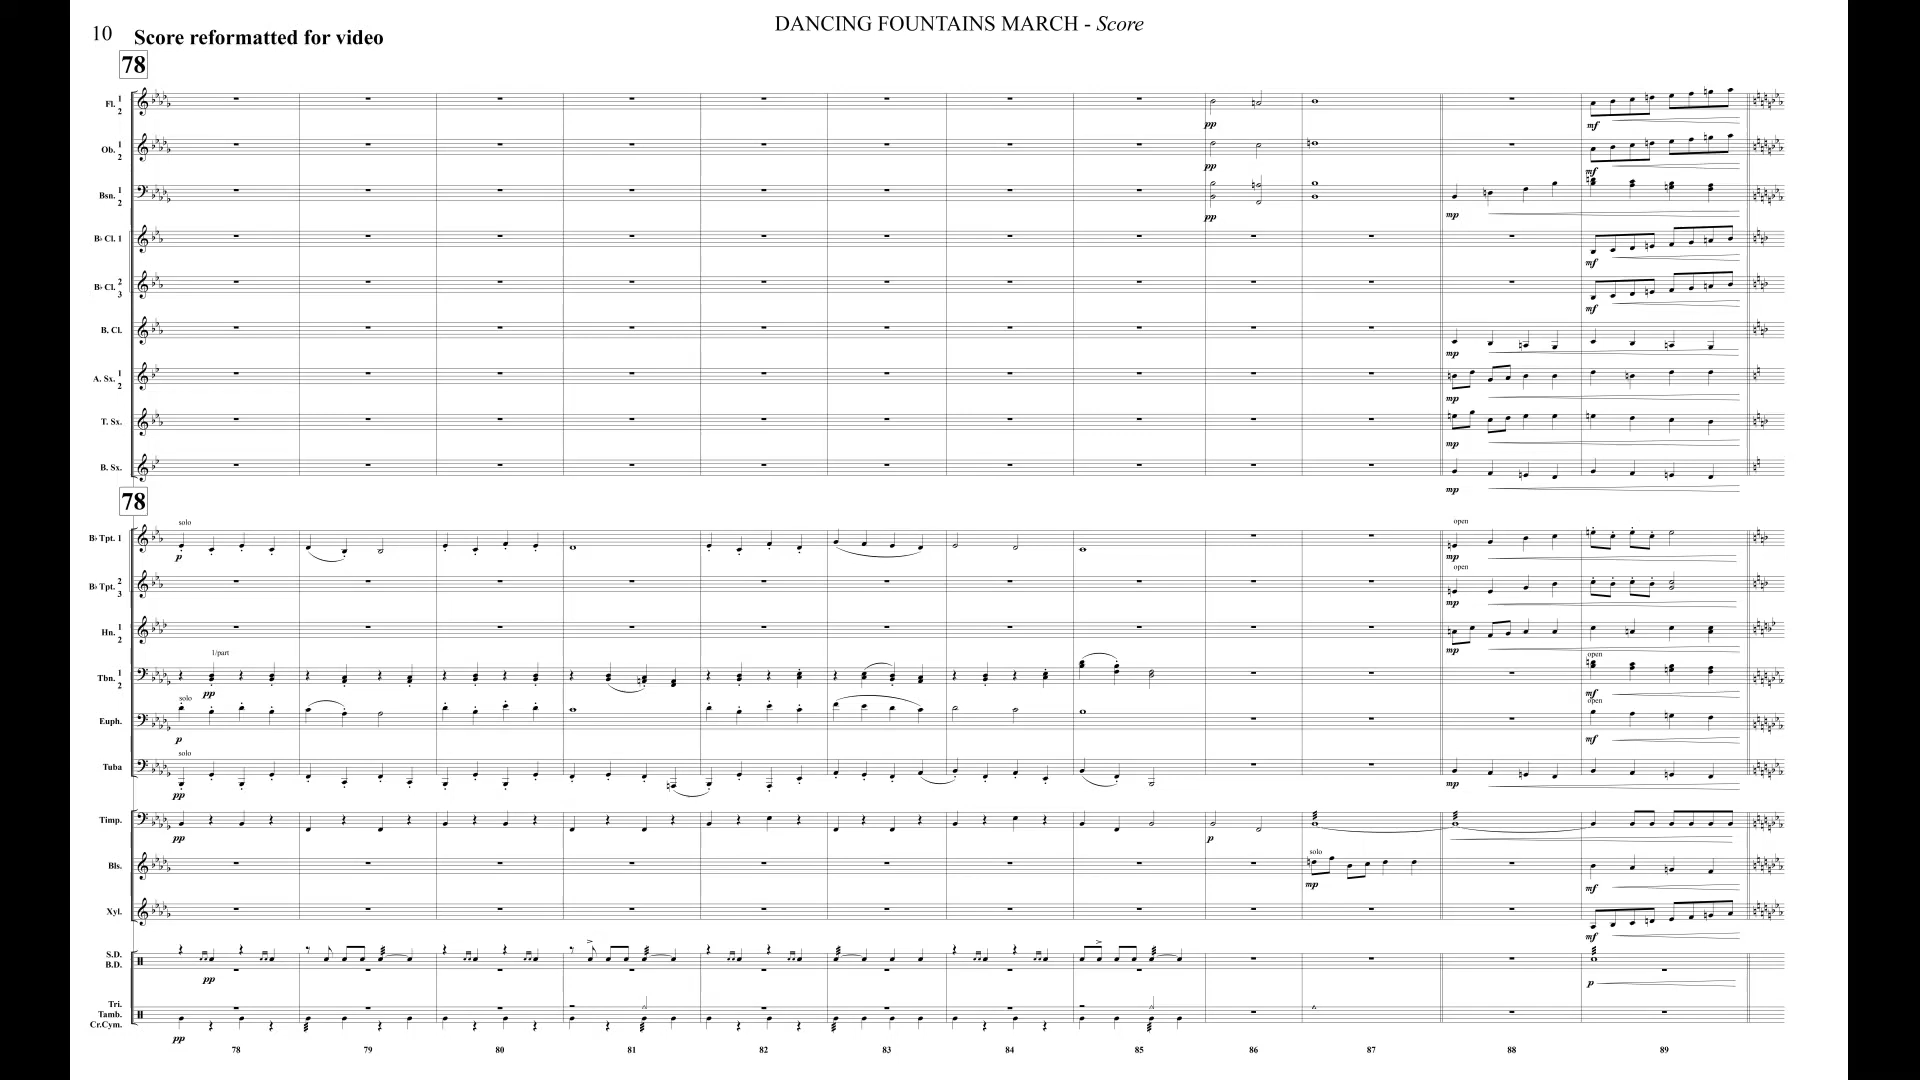 10
DANCING FOUNTAINS MARCH - Score
Score reformatted for video
78
Fl. 1 2
pp
mf
Ob. 1 2
pp
mf
Bsn. 1 2
pp
mp
B♭ Cl. 1
mf
B♭ Cl. 2 3
mf
B. Cl.
mp
A. Sx. 1 2
mp
T. Sx.
mp
B. Sx.
mp
78
solo
open
B♭ Tpt. 1
p
mp
open
B♭ Tpt. 2 3
mp
Hn. 1 2
mp
1/part
open
Tbn. 1 2
pp
mf
solo
open
Euph.
p
mf
solo
Tuba
pp
mp
Timp.
pp
p
solo
Bls.
mp
mf
Xyl.
mf
S.D.
B.D.
pp
p
Tri.
Tamb.
Cr.Cym.
pp
78 79 80 81 82 83 84 85 86 87 88 89